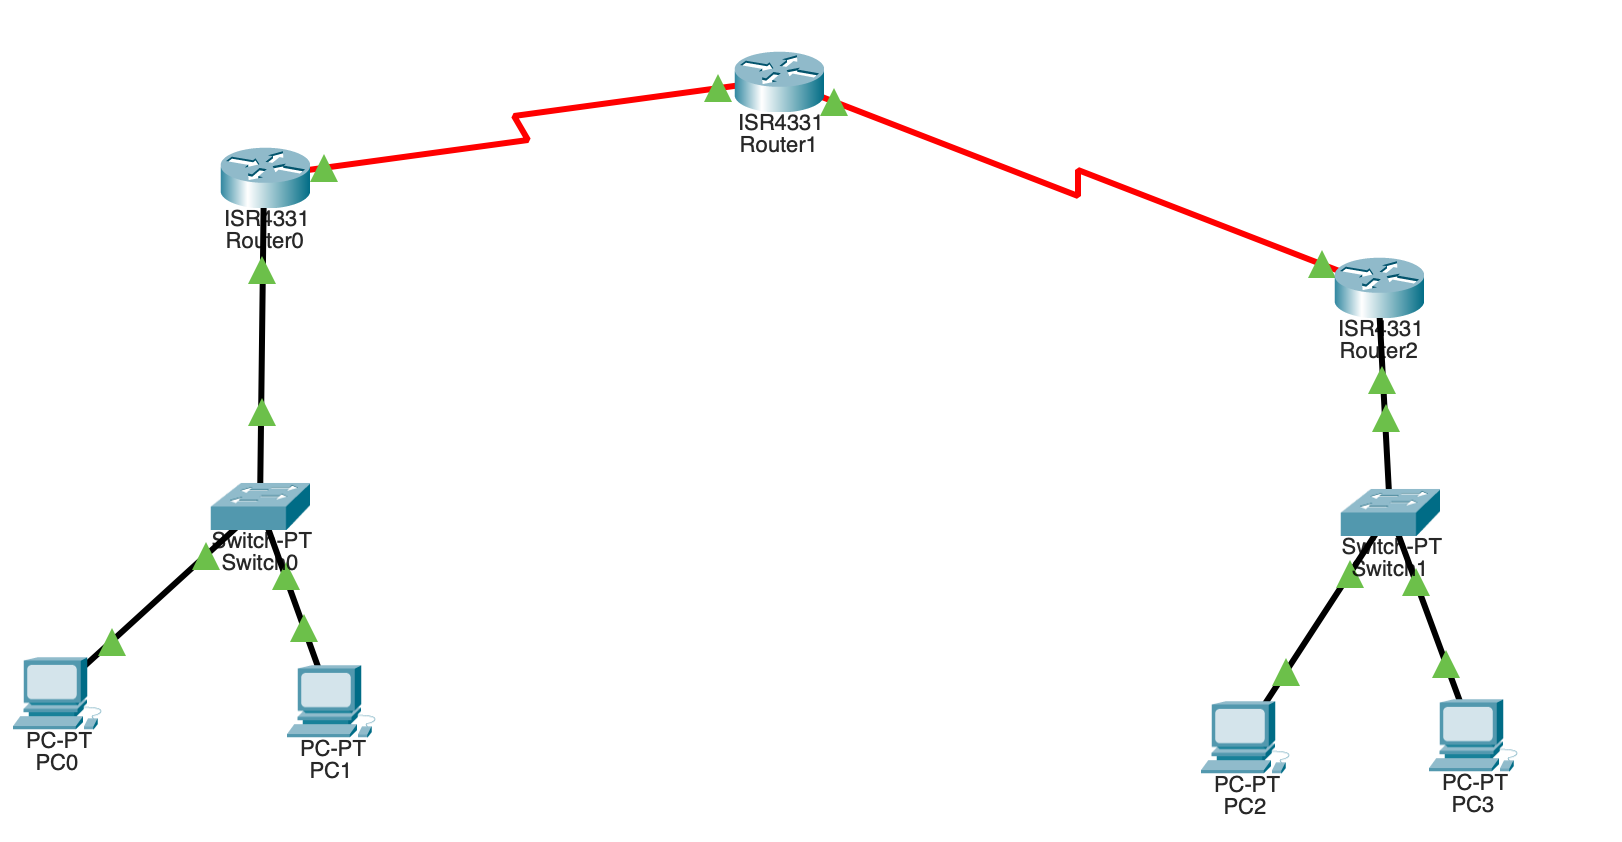 ISR4331
Router1
ISR4331
Router0
ISR4331
Router2
Switch-PT
Switch0
Switch-PT
Switch1
PC-PT
PC0
PC-PT
PC1
PC-PT
PC2
PC-PT
PC3